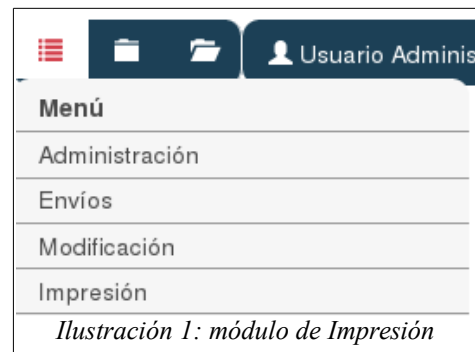 Usuario Adminis
Menú
Administración
Envíos
Modificación
Impresión
Ilustración 1: módulo de Impresión